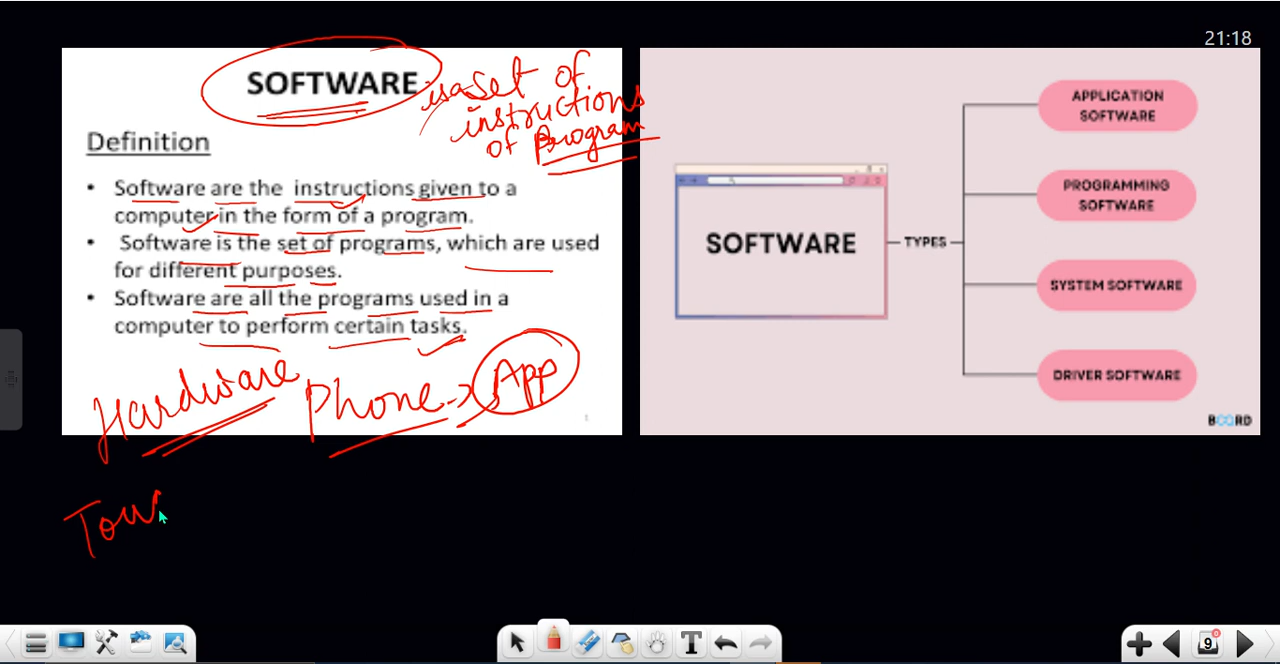 21:18
SOFTWARE
is a set of
instructions
of Program
Definition
• Software are the instructions given to a
computer in the form of a program.
• Software is the set of programs, which are used
for different purposes.
• Software are all the programs used in a
computer to perform certain tasks.
Hardware Phone → App
1
SOFTWARE
TYPES
APPLICATION
SOFTWARE
PROGRAMMING
SOFTWARE
SYSTEM SOFTWARE
DRIVER SOFTWARE
BOARD
T
9